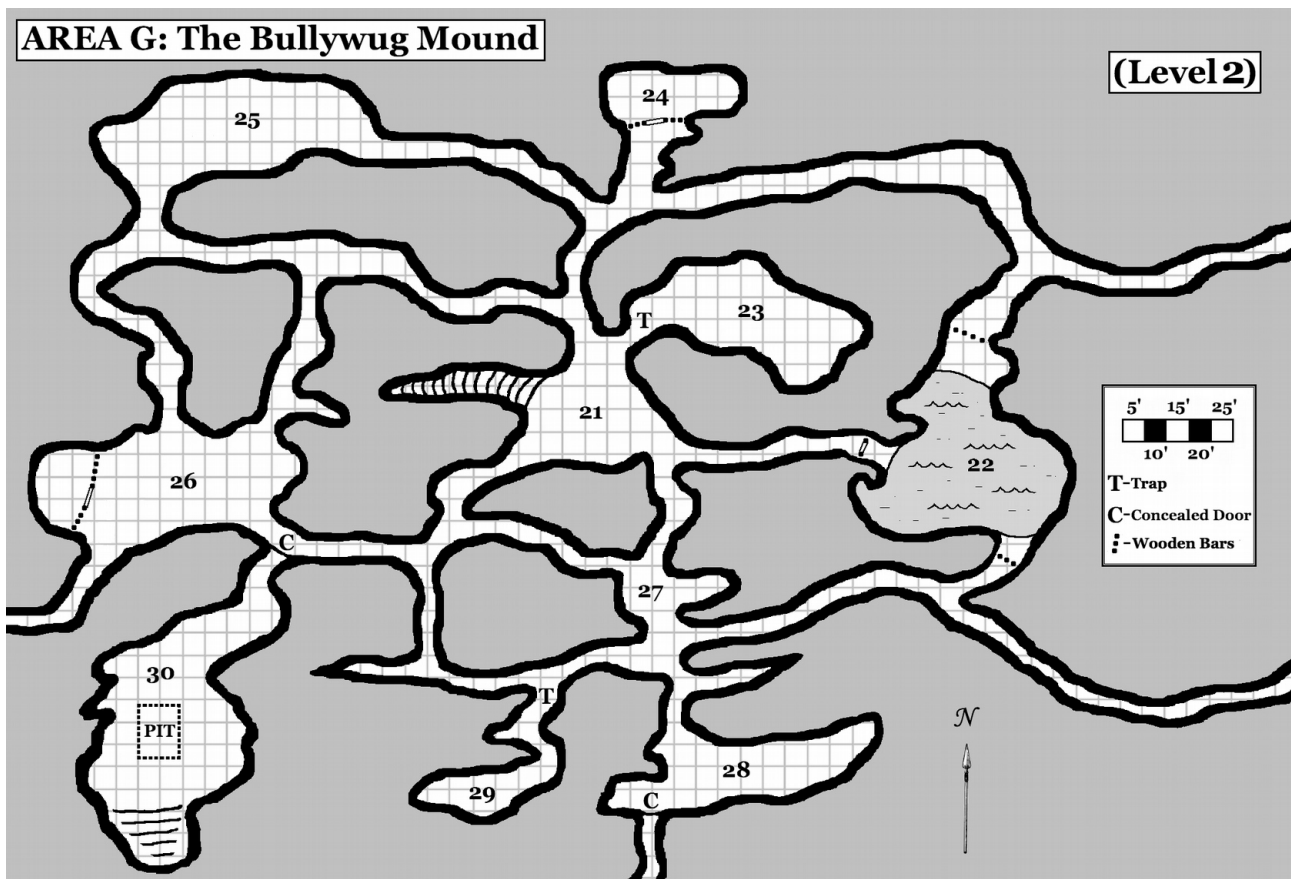 AREA G: The Bullywug Mound
(Level 2)
24
25
23
T
21
22
26
5' 15' 25'
10' 20'
T-Trap
C-Concealed Door
-Wooden Bars
C
27
30
T
PIT
N
28
29
C